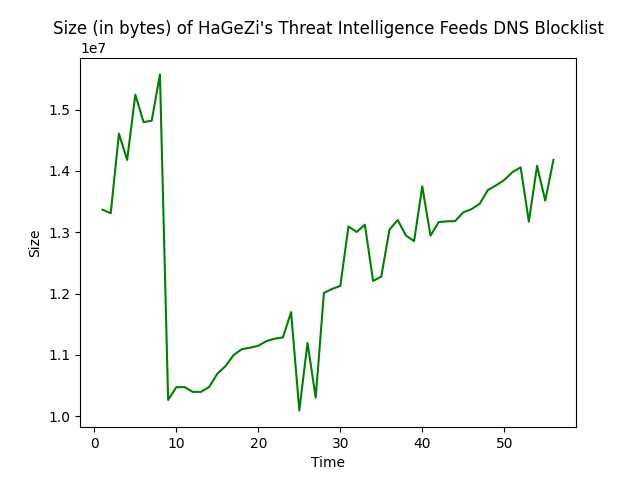 Size (in bytes) of HaGeZi's Threat Intelligence Feeds DNS Blocklist
1e7
1.5
1.4
1.3
1.2
1.1
1.0
Size
0 10 20 30 40 50
Time